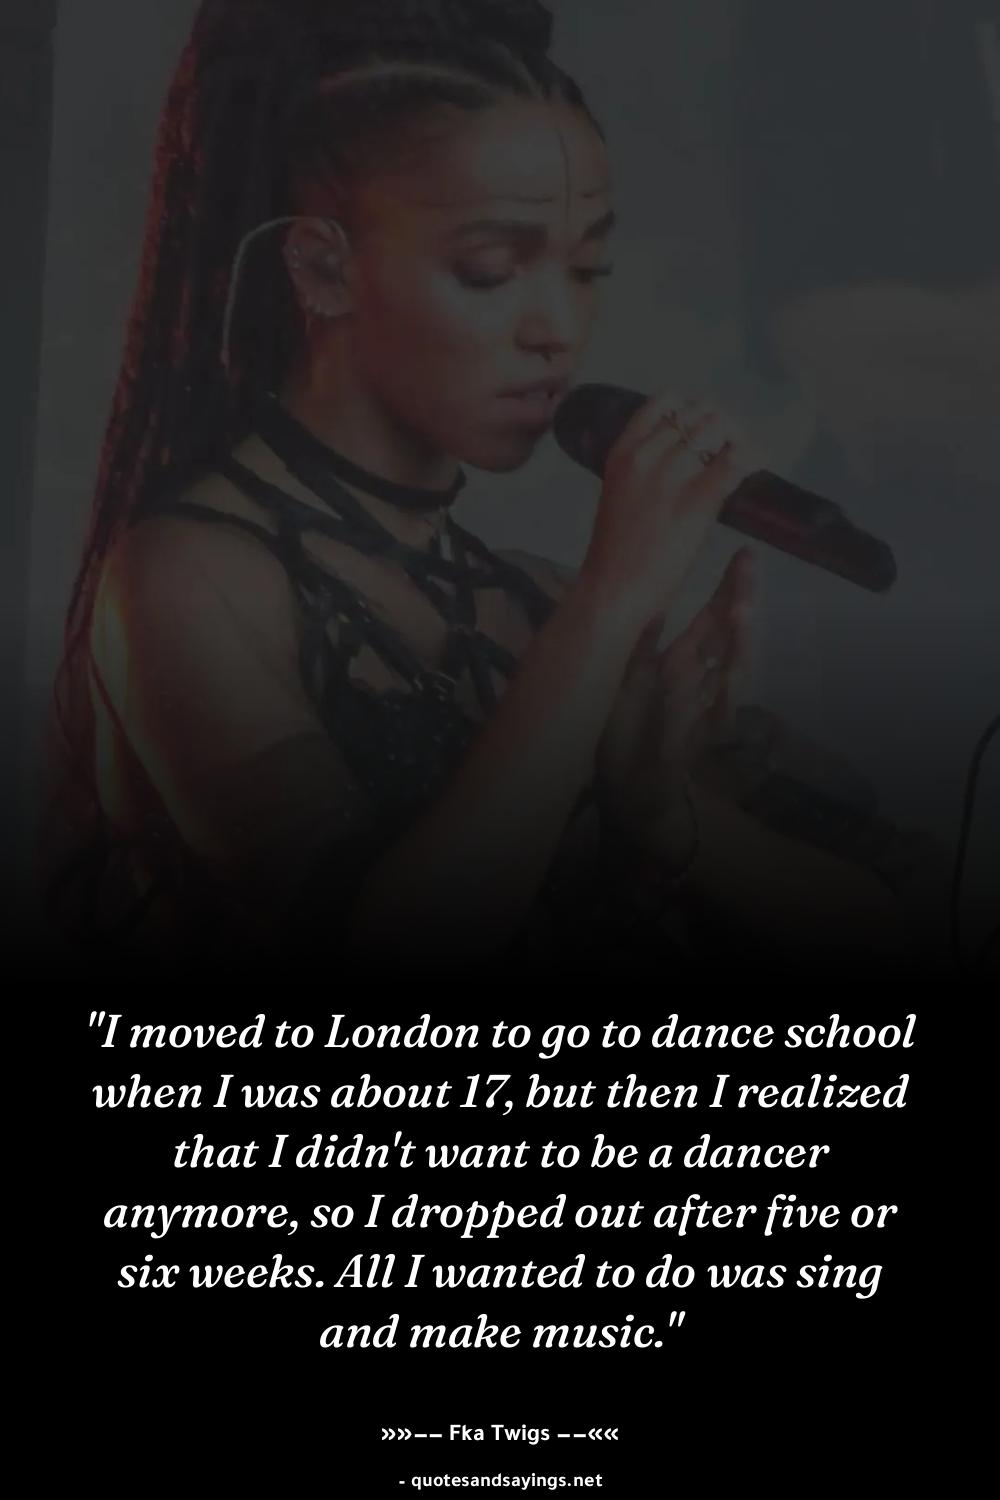 "I moved to London to go to dance school
when I was about 17, but then I realized
that I didn't want to be a dancer
anymore, so I dropped out after five or
six weeks. All I wanted to do was sing
and make music."
»»–– Fka Twigs ––««
- quotesandsayings.net